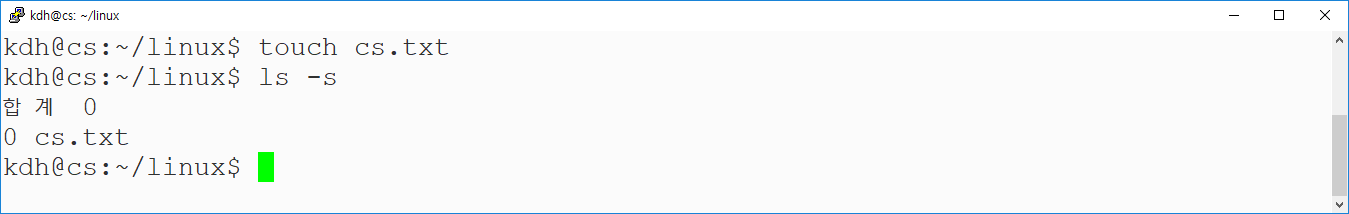 kdh@cs: ~/linux
kdh@cs:~/linux$ touch cs.txt
kdh@cs:~/linux$ ls -s
합계 0
0 cs.txt
kdh@cs:~/linux$